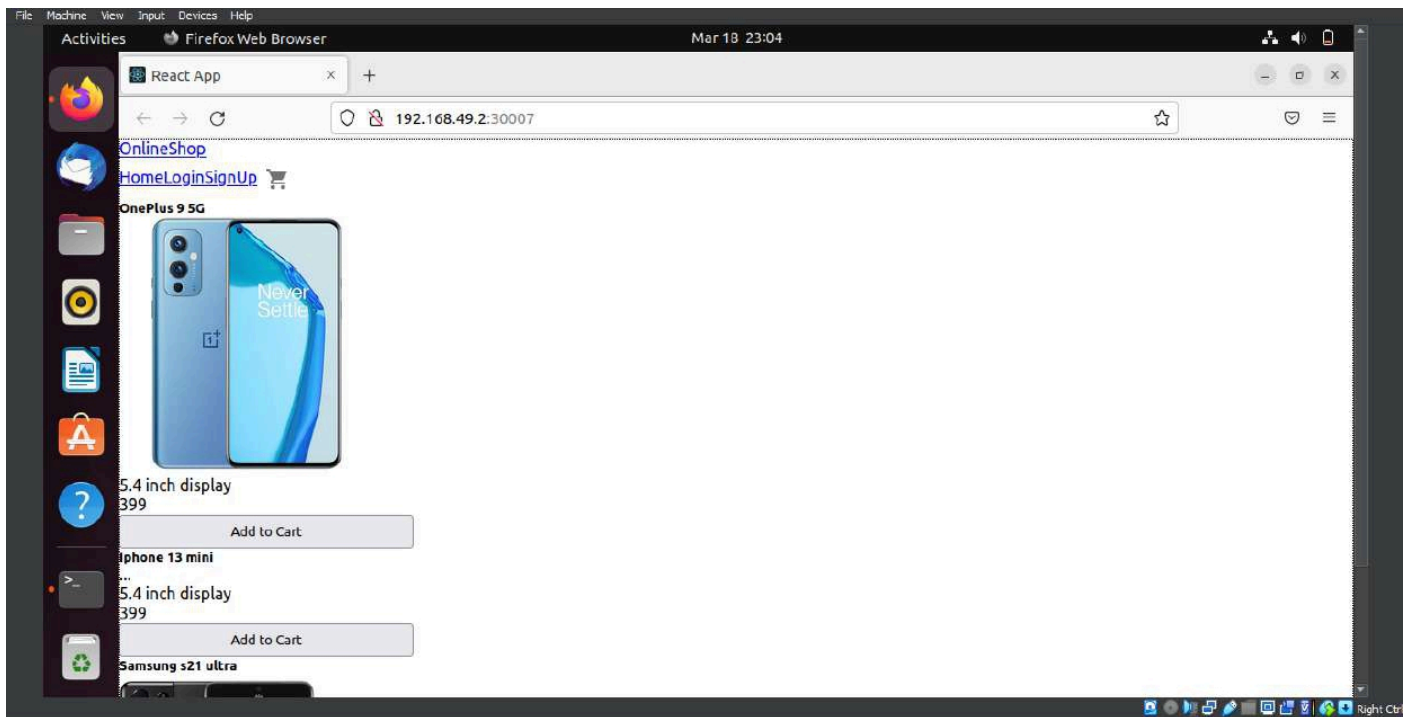 File Machine View Input Devices Help
Activities Firefox Web Browser Mar 18 23:04
React App × +
192.168.49.2:30007
OnlineShop
HomeLoginSignUp
OnePlus 9 5G
Never
Settle
5.4 inch display
399
Add to Cart
Iphone 13 mini
...
5.4 inch display
399
Add to Cart
Samsung s21 ultra
Right Ctrl